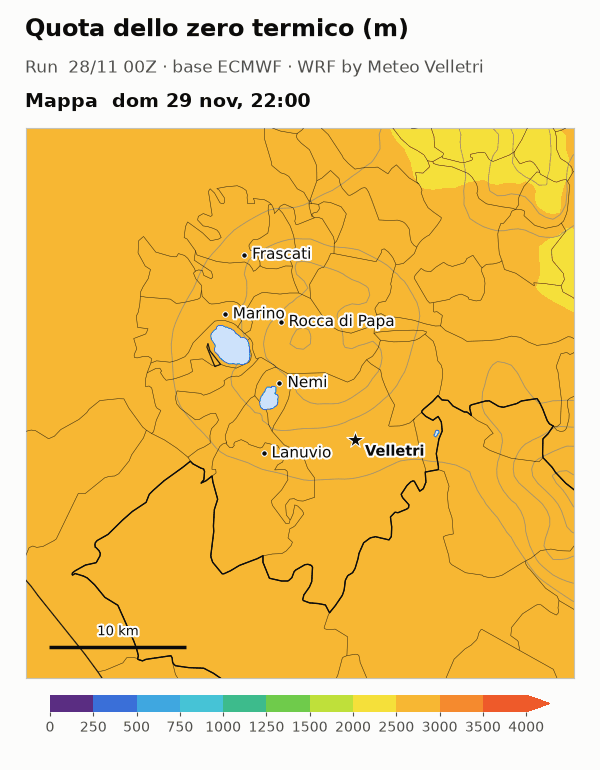 Quota dello zero termico (m)
Run  28/11 00Z · base ECMWF · WRF by Meteo Velletri
Mappa  dom 29 nov, 22:00
Frascati
Marino
Rocca di Papa
Nemi
Velletri
Lanuvio
10 km
0 250 500 750 1000 1250 1500 2000 2500 3000 3500 4000